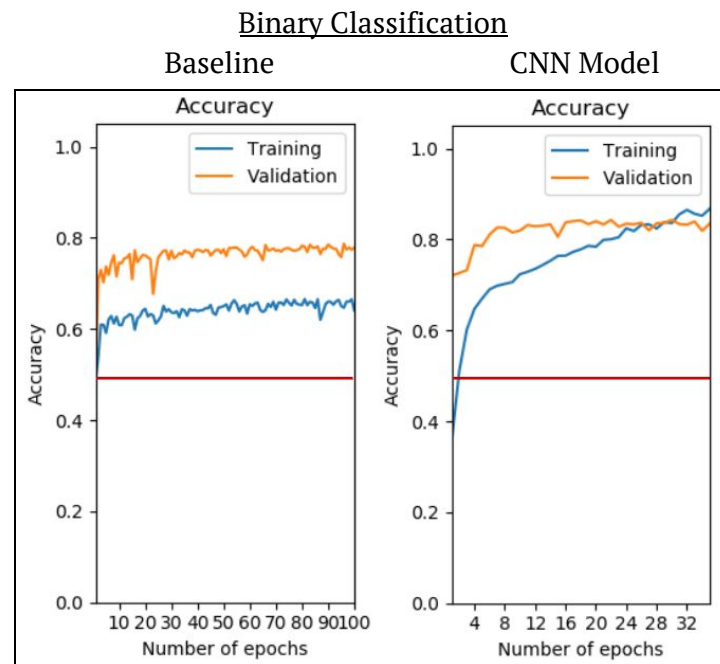 Binary Classification
Baseline
CNN Model
Accuracy
Training
Validation
1.0
0.8
0.6
0.4
0.2
0.0
Accuracy
10 20 30 40 50 60 70 80 90100
Number of epochs
Accuracy
Training
Validation
1.0
0.8
0.6
0.4
0.2
0.0
Accuracy
4 8 12 16 20 24 28 32
Number of epochs